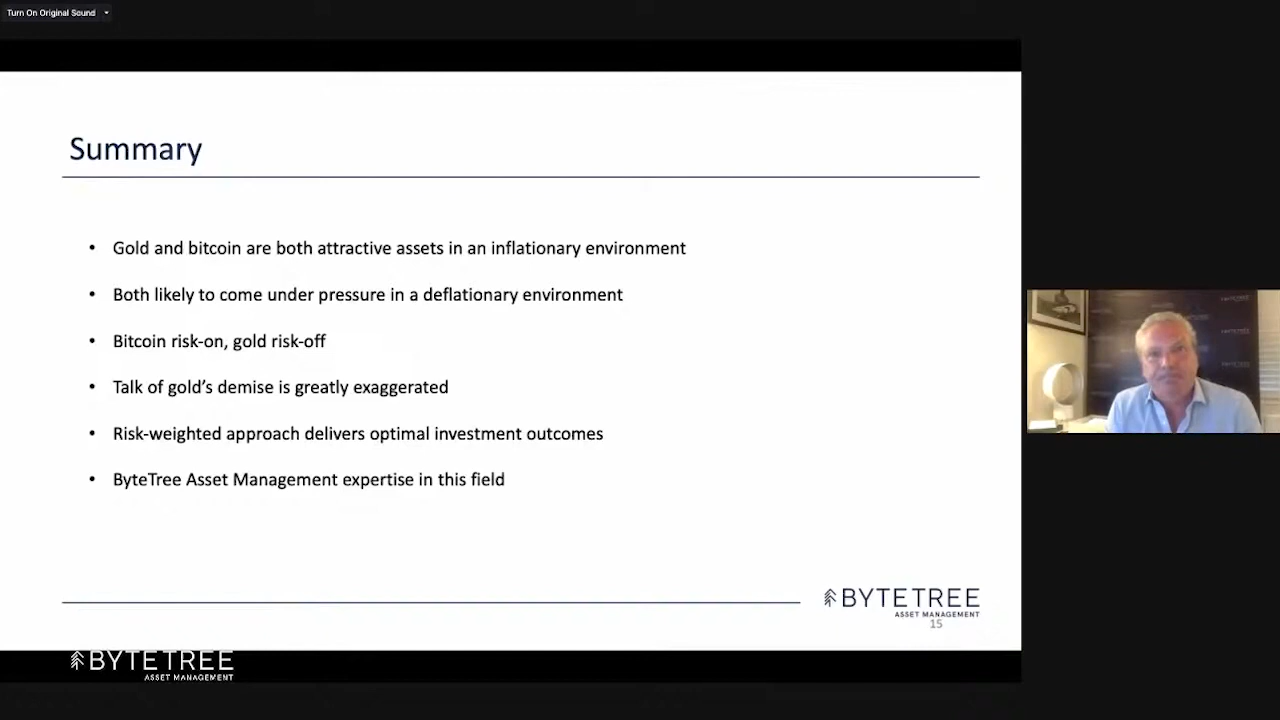 Turn On Original Sound
Summary
• Gold and bitcoin are both attractive assets in an inflationary environment
• Both likely to come under pressure in a deflationary environment
• Bitcoin risk-on, gold risk-off
• Talk of gold's demise is greatly exaggerated
• Risk-weighted approach delivers optimal investment outcomes
• ByteTree Asset Management expertise in this field
BYTETREE
ASSET MANAGEMENT
15
BYTETREE
ASSET MANAGEMENT